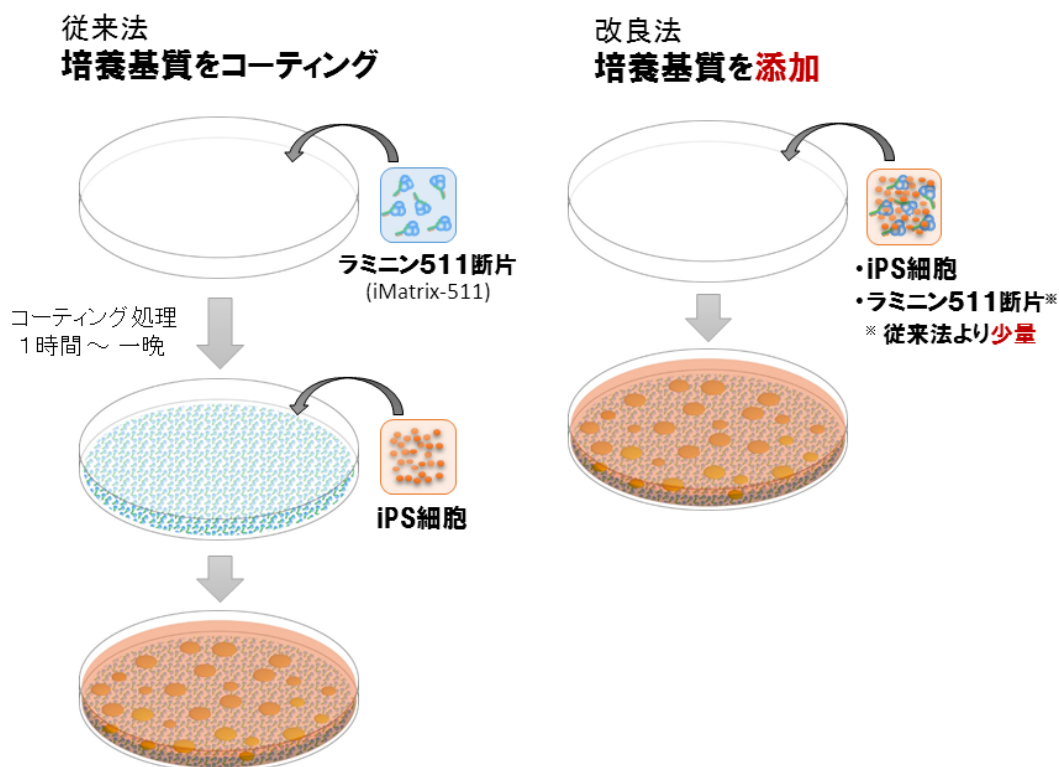 従来法
培養基質をコーティング
ラミニン511断片
(iMatrix-511)
コーティング処理
1時間～ 一晩
iPS細胞
改良法
培養基質を添加
・iPS細胞
・ラミニン511断片※
※ 従来法より少量